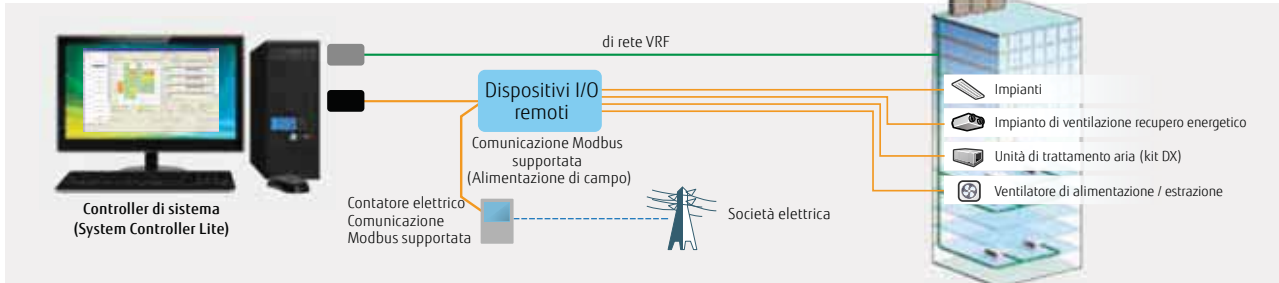 di rete VRF
Dispositivi I/O
remoti
Comunicazione Modbus
supportata
(Alimentazione di campo)
Impianti
Impianto di ventilazione recupero energetico
Unità di trattamento aria (kit DX)
Ventilatore di alimentazione / estrazione
Controller di sistema
(System Controller Lite)
Contatore elettrico
Comunicazione
Modbus supportata
Società elettrica